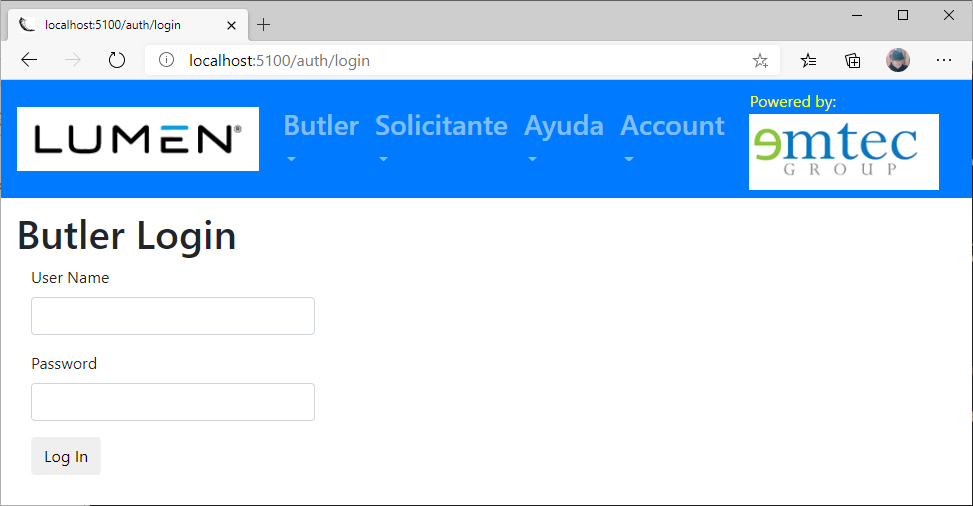 localhost:5100/auth/login
localhost:5100/auth/login
Powered by:
LUMEN®
Butler Solicitante Ayuda Account
emtec
GROUP
Butler Login
User Name
Password
Log In